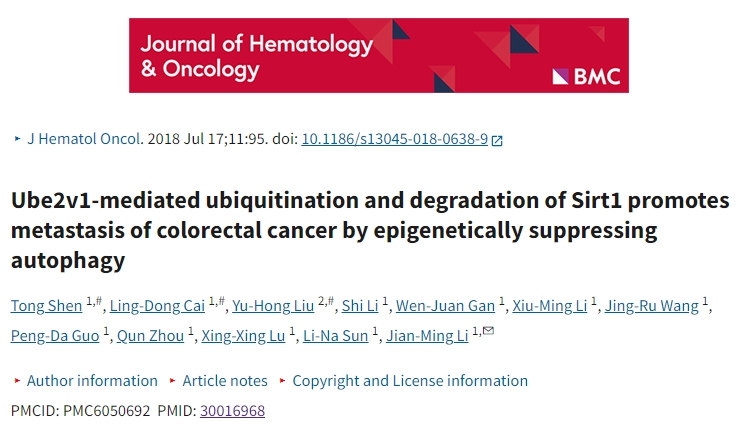 Journal of Hematology
& Oncology
BMC
J Hematol Oncol. 2018 Jul 17;11:95. doi: 10.1186/s13045-018-0638-9
Ube2v1-mediated ubiquitination and degradation of Sirt1 promotes
metastasis of colorectal cancer by epigenetically suppressing
autophagy
Tong Shen 1,#, Ling-Dong Cai 1,#, Yu-Hong Liu 2,#, Shi Li 1, Wen-Juan Gan 1, Xiu-Ming Li 1, Jing-Ru Wang 1,
Peng-Da Guo 1, Qun Zhou 1, Xing-Xing Lu 1, Li-Na Sun 1, Jian-Ming Li 1,✉
Author information Article notes Copyright and License information
PMCID: PMC6050692 PMID: 30016968